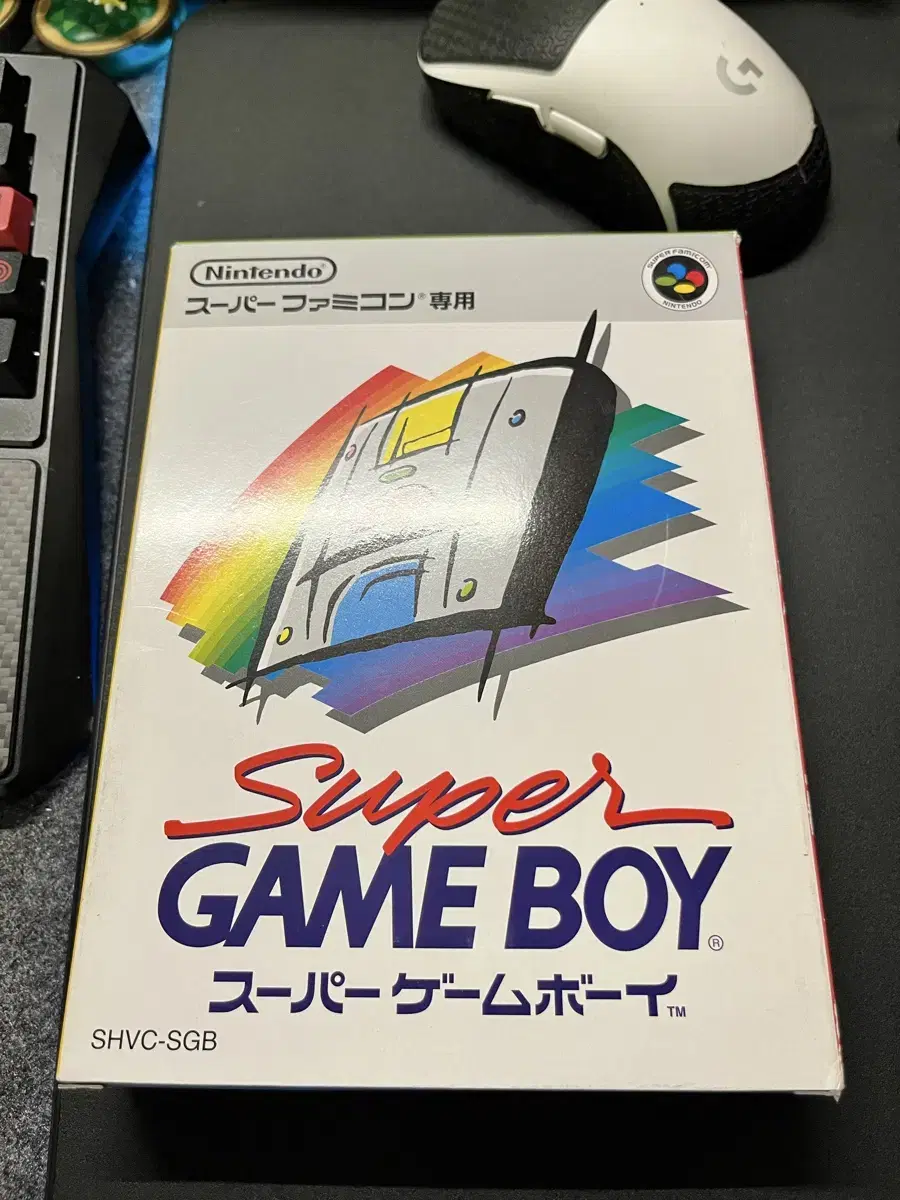 Nintendo®
スーパーファミコン®専用
SUPER FAMICOM
NINTENDO
Super
GAME BOY®
スーパーゲームボーイ™
SHVC-SGB
G